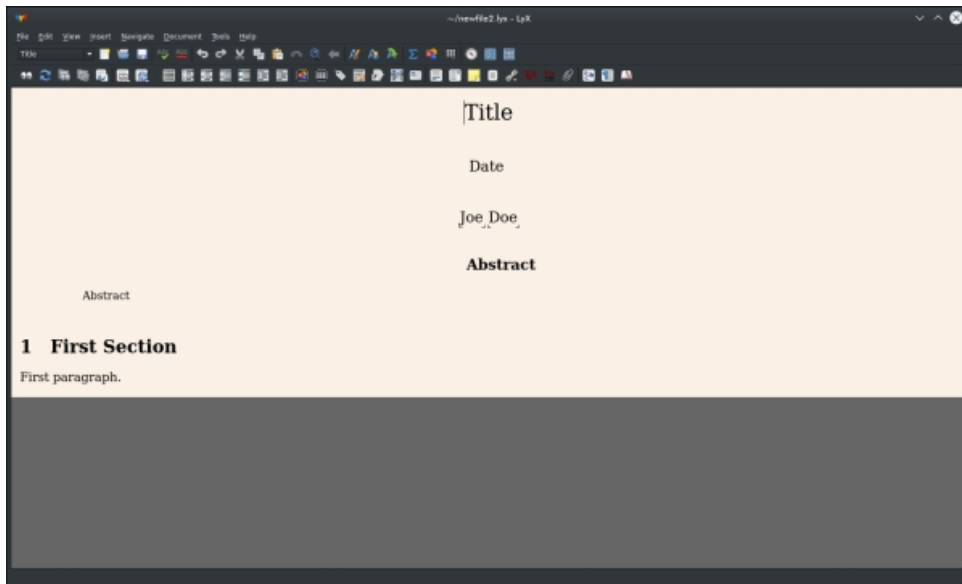 ~/newfile2.lyx - LyX
File Edit View Insert Navigate Document Tools Help
Title
Title
Date
Joe Doe
Abstract
Abstract
1 First Section
First paragraph.